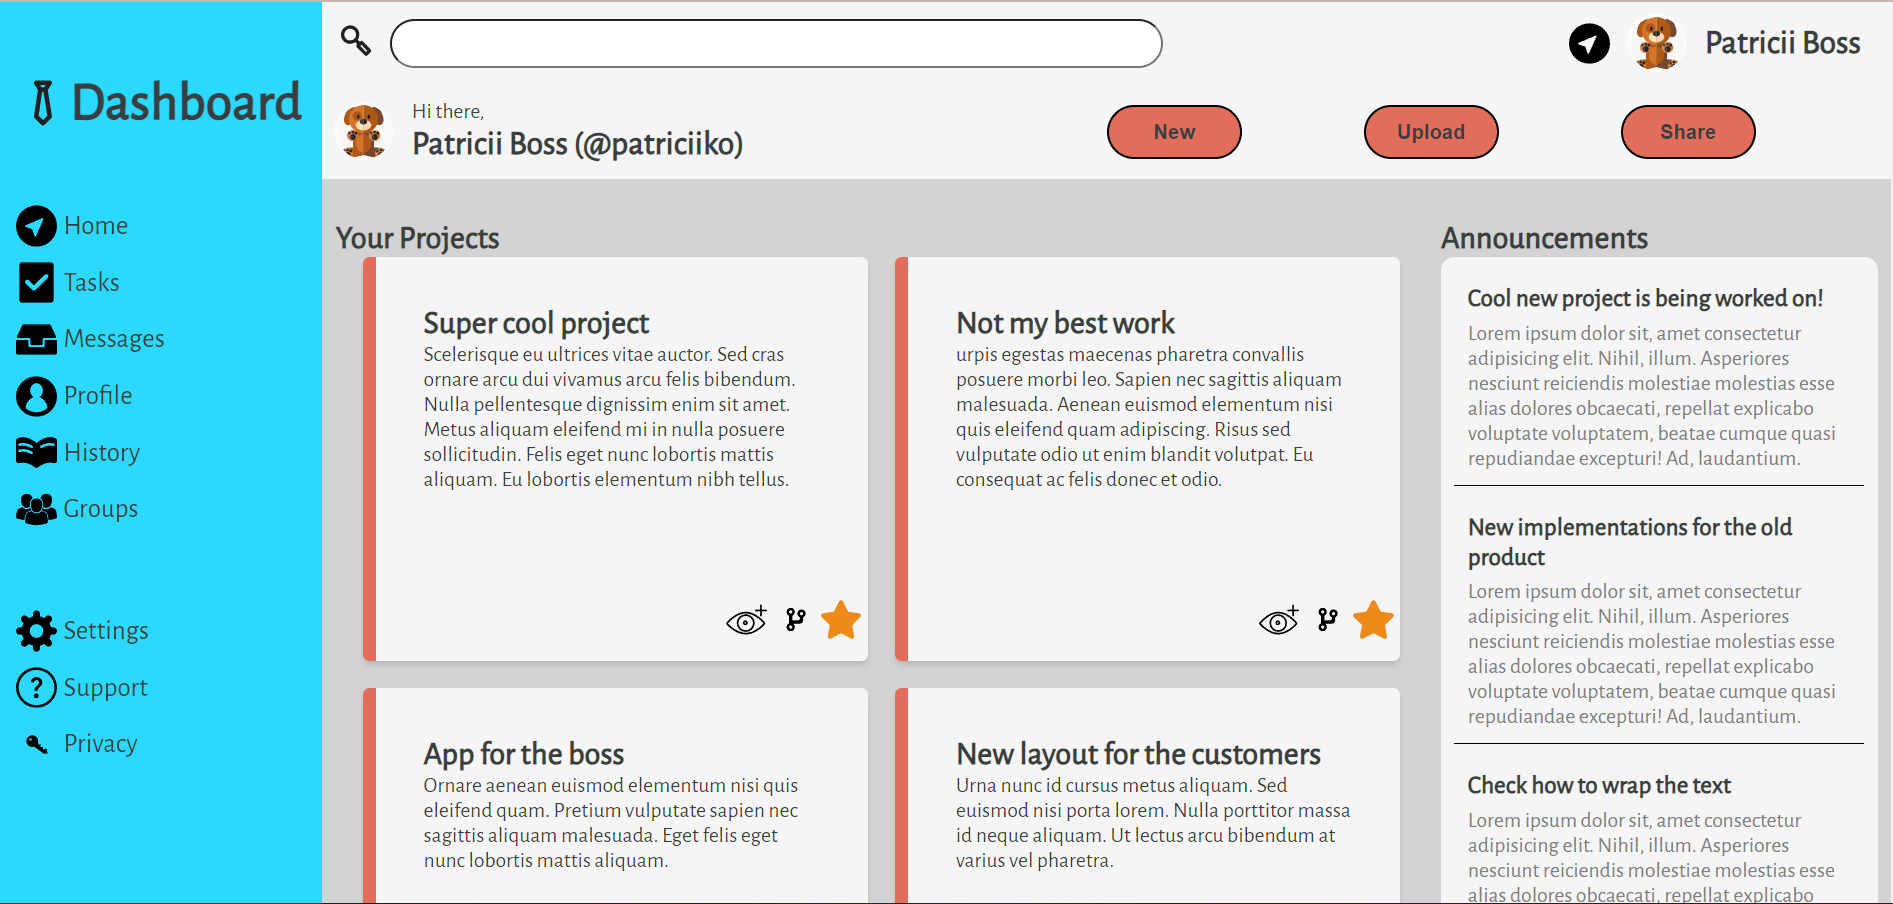 Dashboard
Home
Tasks
Messages
Profile
History
Groups
Settings
Support
Privacy
Patricii Boss
Hi there,
Patricii Boss (@patriciiko)
New
Upload
Share
Your Projects
Super cool project
Scelerisque eu ultrices vitae auctor. Sed cras
ornare arcu dui vivamus arcu felis bibendum.
Nulla pellentesque dignissim enim sit amet.
Metus aliquam eleifend mi in nulla posuere
sollicitudin. Felis eget nunc lobortis mattis
aliquam. Eu lobortis elementum nibh tellus.
Not my best work
urpis egestas maecenas pharetra convallis
posuere morbi leo. Sapien nec sagittis aliquam
malesuada. Aenean euismod elementum nisi
quis eleifend quam adipiscing. Risus sed
vulputate odio ut enim blandit volutpat. Eu
consequat ac felis donec et odio.
App for the boss
Ornare aenean euismod elementum nisi quis
eleifend quam. Pretium vulputate sapien nec
sagittis aliquam malesuada. Eget felis eget
nunc lobortis mattis aliquam.
New layout for the customers
Urna nunc id cursus metus aliquam. Sed
euismod nisi porta lorem. Nulla porttitor massa
id neque aliquam. Ut lectus arcu bibendum at
varius vel pharetra.
Announcements
Cool new project is being worked on!
Lorem ipsum dolor sit, amet consectetur
adipisicing elit. Nihil, illum. Asperiores
nesciunt reiciendis molestiae molestias esse
alias dolores obcaecati, repellat explicabo
voluptate voluptatem, beatae cumque quasi
repudiandae excepturi! Ad, laudantium.
New implementations for the old
product
Lorem ipsum dolor sit, amet consectetur
adipisicing elit. Nihil, illum. Asperiores
nesciunt reiciendis molestiae molestias esse
alias dolores obcaecati, repellat explicabo
voluptate voluptatem, beatae cumque quasi
repudiandae excepturi! Ad, laudantium.
Check how to wrap the text
Lorem ipsum dolor sit, amet consectetur
adipisicing elit. Nihil, illum. Asperiores
nesciunt reiciendis molestiae molestias esse
alias dolores obcaecati, repellat explicabo